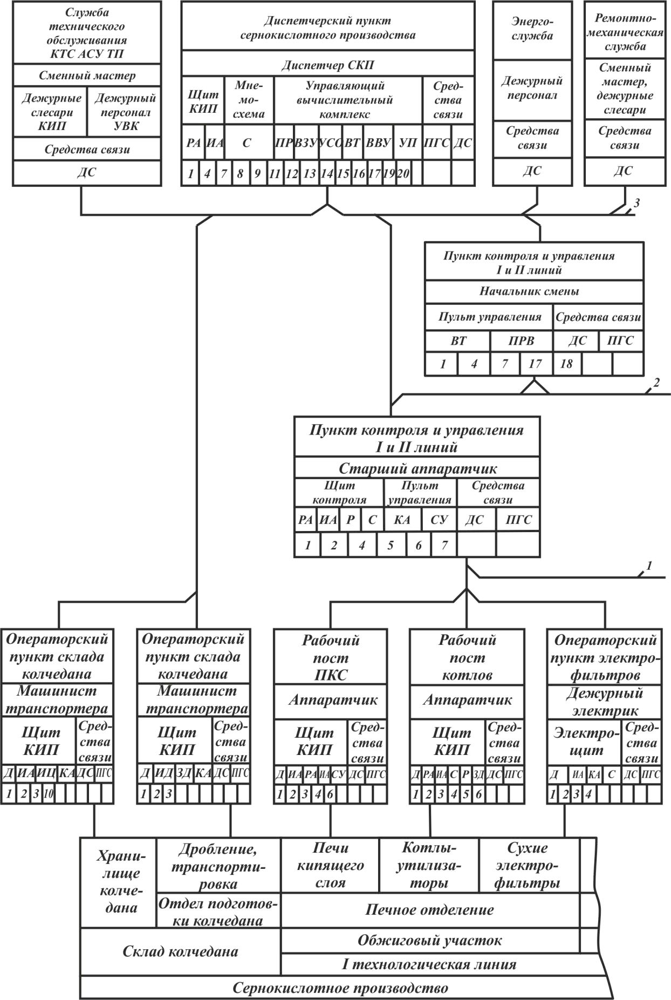 Служба
технического
обслуживания
КТС АСУ ТП
Сменный мастер
Дежурные
слесари
КИП
Дежурный
персонал
УВК
Средства связи
ДС
Диспетчерский пункт
сернокислотного производства
Диспетчер СКП
Щит
КИП
Мне-
мо-
схема
Управляющий
вычислительный
комплекс
Сред-
ства
связи
РА ИА С ПР ВЗУ УСО ВТ ВВУ УП ПГС ДС
1 4 7 8 9 11 12 13 14 15 16 17 19 20
Энерго-
служба
Дежурный
персонал
Средства
связи
ДС
Ремонтно-
механическая
служба
Сменный
мастер,
дежурные
слесари
Средства
связи
ДС
3
Пункт контроля и управления
I и II линий
Начальник смены
Пульт управления Средства связи
ВТ ПРВ ДС ПГС
1 4 7 17 18
2
Пункт контроля и управления
I и II линий
Старший аппаратчик
Щит
контроля
Пульт
управления
Средства
связи
РА ИА Р С КА СУ ДС ПГС
1 2 4 5 6 7
1
Операторский
пункт склада
колчедана
Машинист
транспортера
Щит
КИП
Сред-
ства
связи
Д ИА ИЦ КА ДС ПГС
1 2 3 10
Операторский
пункт склада
колчедана
Машинист
транспортера
Щит
КИП
Сред-
ства
связи
Д ИД ЗД КА ДС ПГС
1 2 3
Рабочий
пост
ПКС
Аппаратчик
Щит
КИП
Сред-
ства
связи
Д ИА РА ИА СУ ДС ПГС
1 2 3 4 6
Рабочий
пост
котлов
Аппаратчик
Щит
КИП
Сред-
ства
связи
Д РА ИА С Р ЗД ДС ПГС
1 2 3 4 5 6
Операторский
пункт электро-
фильтров
Дежурный
электрик
Электро-
щит
Сред-
ства
связи
Д ИА КА С ДС ПГС
1 2 3 4
Храни-
лище
колче-
дана
Дробление,
транспорти-
ровка
Отдел подготов-
ки колчедана
Печи
кипящего
слоя
Котлы-
утилиза-
торы
Сухие
электро-
фильтры
Печное отделение
Склад колчедана
Обжиговый участок
I технологическая линия
Сернокислотное производство